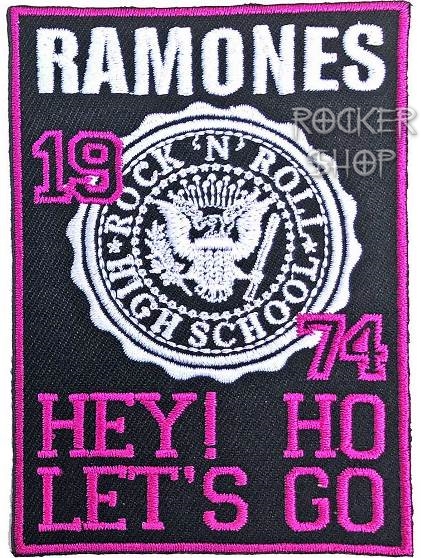 RAMONES
ROCKER
SHOP
19
ROCK 'N' ROLL
HIGH SCHOOL
74
HEY! HO
LET'S GO